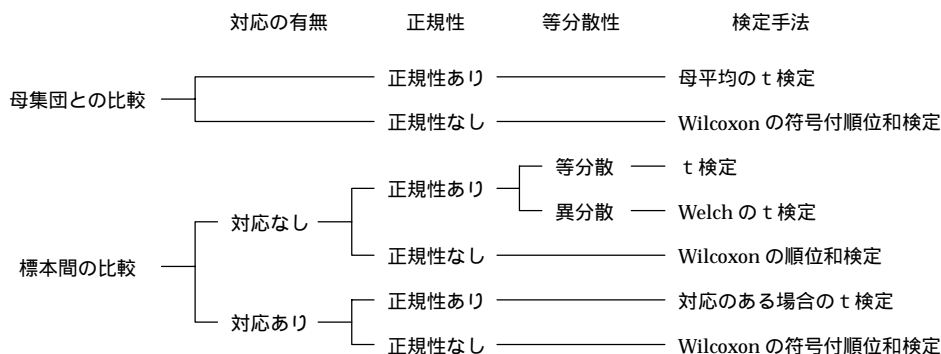 対応の有無 正規性 等分散性 検定手法
正規性あり 母平均の t 検定
母集団との比較
正規性なし Wilcoxon の符号付順位和検定
等分散 t 検定
正規性あり
異分散 Welch の t 検定
対応なし
正規性なし Wilcoxon の順位和検定
標本間の比較
正規性あり 対応のある場合の t 検定
対応あり
正規性なし Wilcoxon の符号付順位和検定